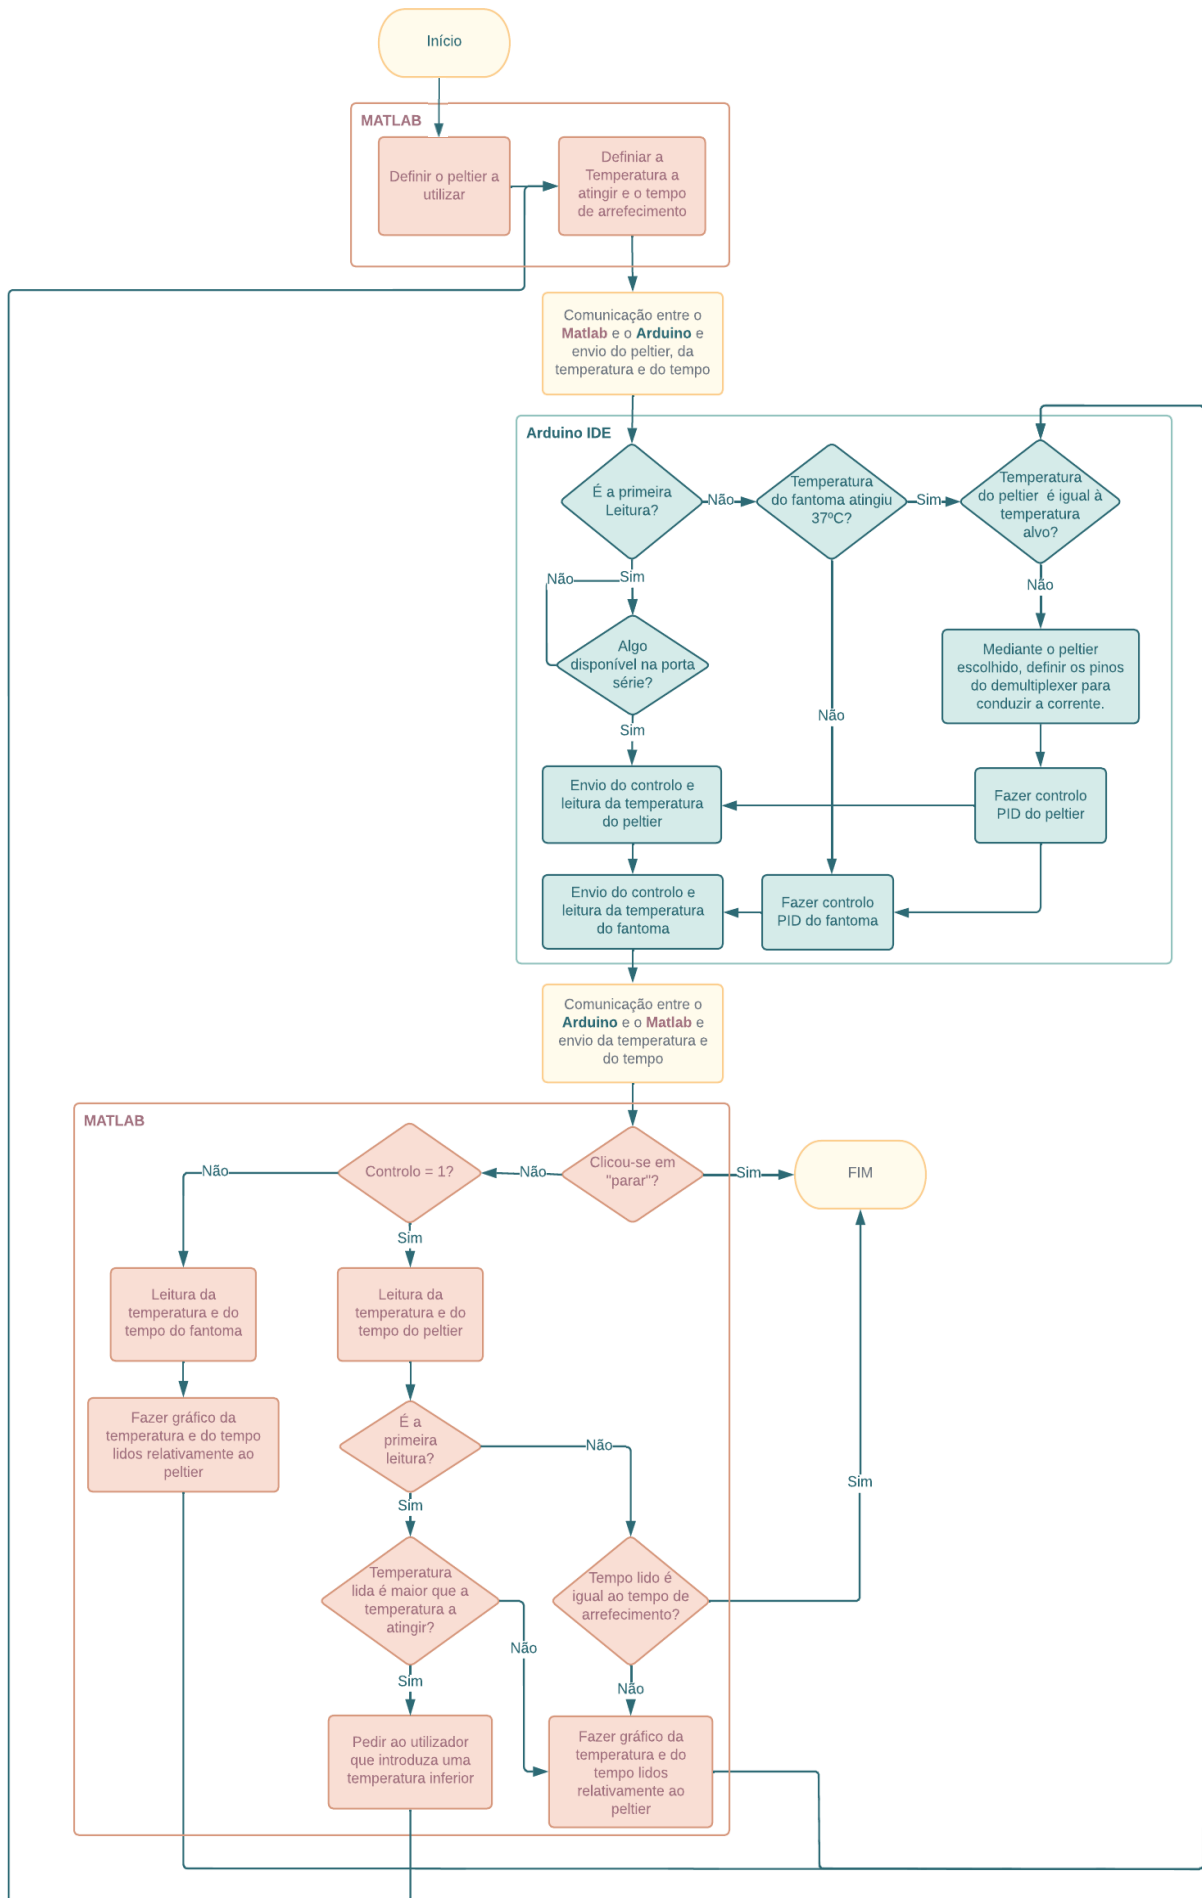 Início
MATLAB
Definir o peltier a
utilizar
Definiar a
Temperatura a
atingir e o tempo
de arrefecimento
Comunicação entre o
Matlab e o Arduino e
envio do peltier, da
temperatura e do tempo
Arduino IDE
É a primeira
Leitura?
Não
Temperatura
do fantoma atingiu
37ºC?
Sim
Temperatura
do peltier é igual à
temperatura
alvo?
Não
Sim
Não
Algo
disponível na porta
série?
Mediante o peltier
escolhido, definir os pinos
do demultiplexer para
conduzir a corrente.
Não
Sim
Envio do controlo e
leitura da temperatura
do peltier
Fazer controlo
PID do peltier
Envio do controlo e
leitura da temperatura
do fantoma
Fazer controlo
PID do fantoma
Comunicação entre o
Arduino e o Matlab e
envio da temperatura e
do tempo
MATLAB
Não
Controlo = 1?
Não
Clicou-se em
"parar"?
Sim
FIM
Sim
Leitura da
temperatura e do
tempo do fantoma
Leitura da
temperatura e do
tempo do peltier
Fazer gráfico da
temperatura e do tempo
lidos relativamente ao
peltier
É a
primeira
leitura?
Não
Sim
Sim
Temperatura
lida é maior que a
temperatura a
atingir?
Tempo lido é
igual ao tempo de
arrefecimento?
Não
Sim
Não
Pedir ao utilizador
que introduza uma
temperatura inferior
Fazer gráfico da
temperatura e do
tempo lidos
relativamente ao
peltier